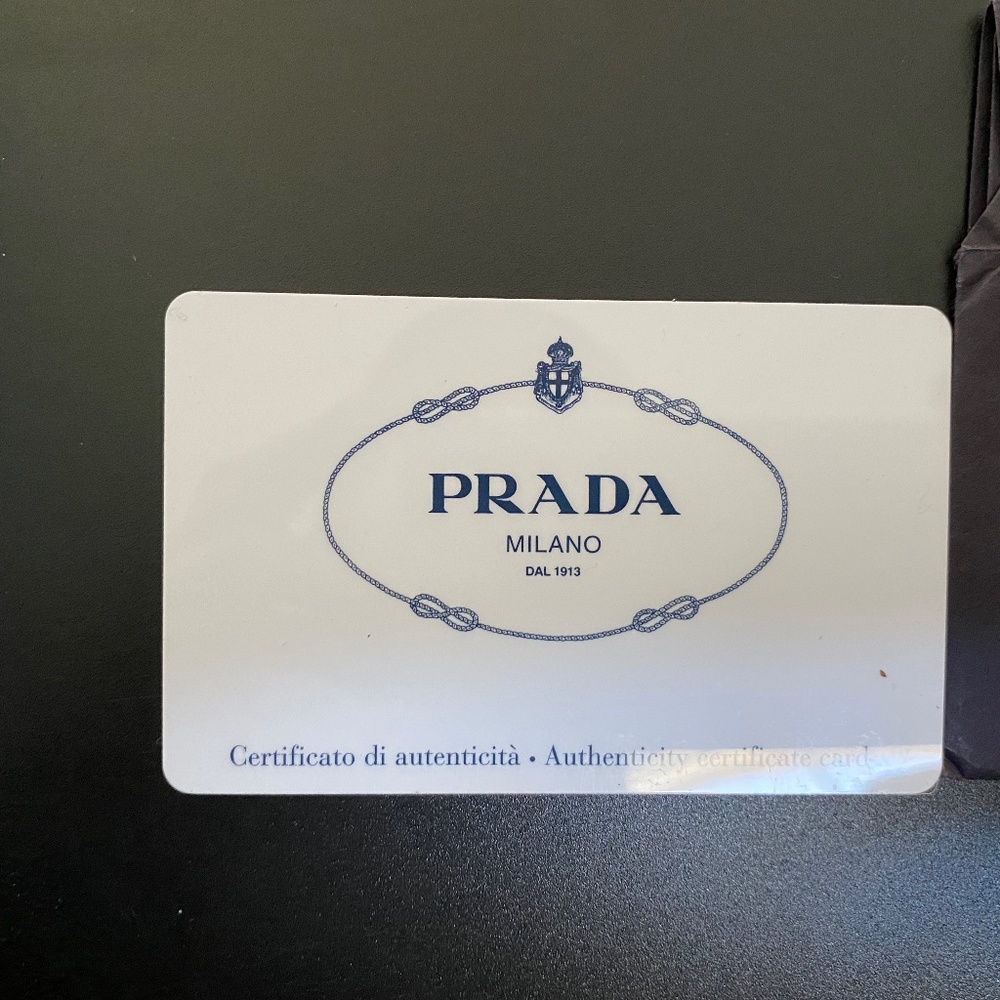 PRADA
MILANO
DAL 1913
Certificato di autenticità • Authenticity certificate card